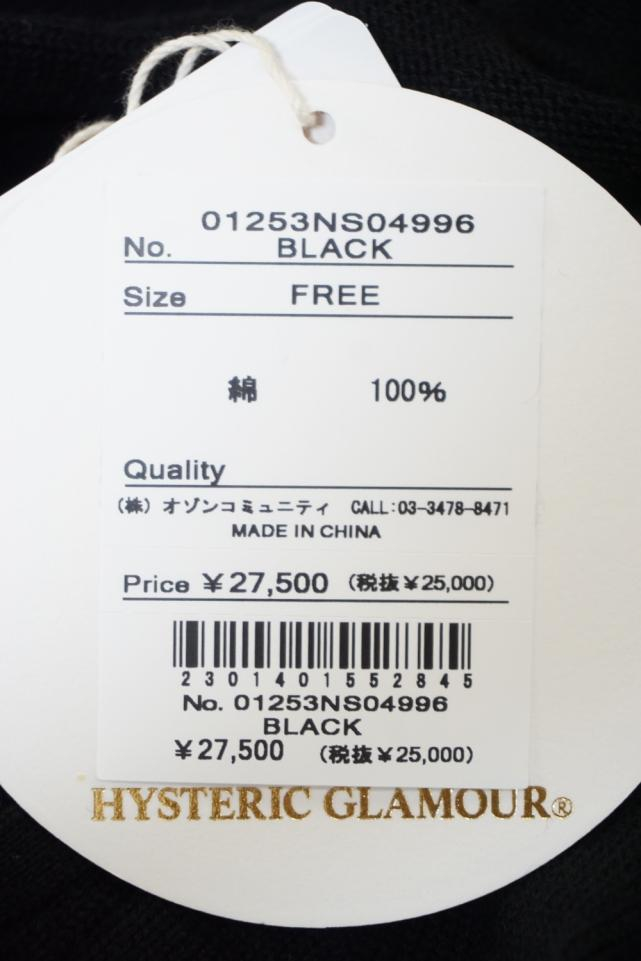 01253NS04996
No. BLACK
Size FREE
綿 100%
Quality
(株) オゾンコミュニティ CALL:03-3478-8471
MADE IN CHINA
Price ¥27,500 (税抜¥25,000)
2301401552845
No. 01253NS04996
BLACK
¥27,500 (税抜¥25,000)
HYSTERIC GLAMOUR®